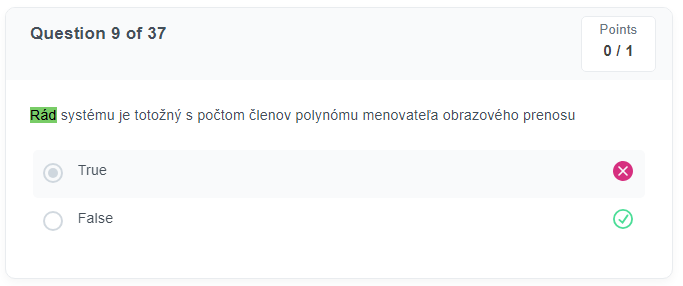 Question 9 of 37
Points
0 / 1
Rád systému je totožný s počtom členov polynómu menovateľa obrazového prenosu
True
False